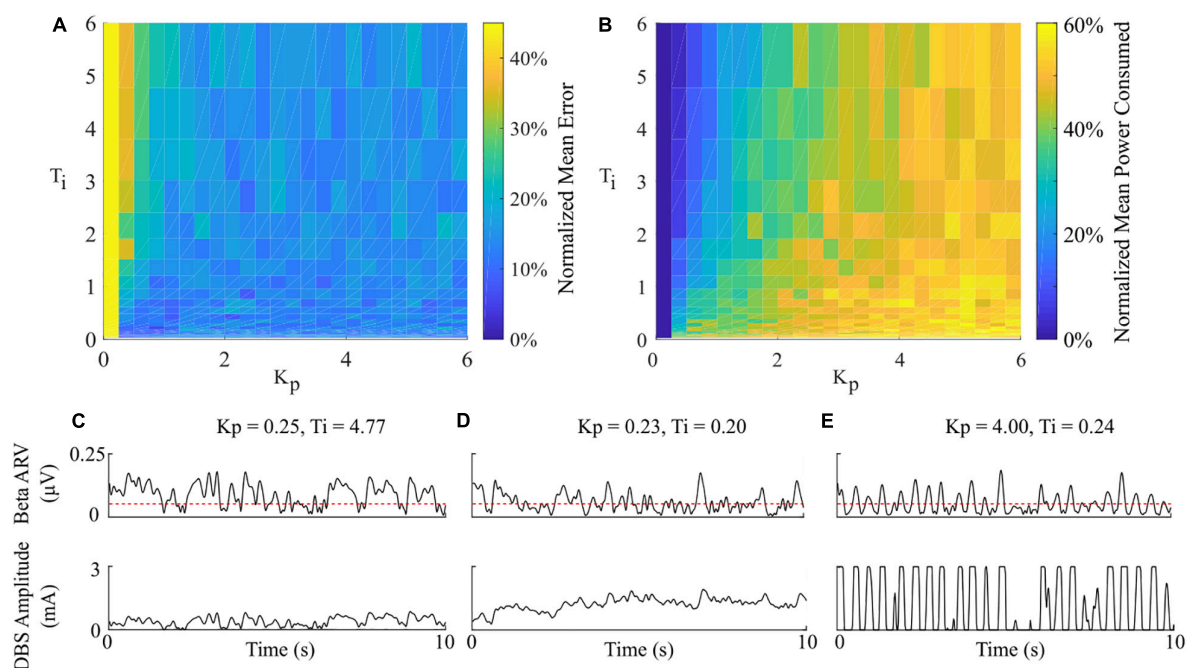 A
6
5
4
3
2
1
0
T i
0
2
4
6
K p
40%
30%
20%
10%
0%
Normalized Mean Error
B
6
5
4
3
2
1
0
T i
0
2
4
6
K p
60%
40%
20%
0%
Normalized Mean Power Consumed
C
Kp = 0.25, Ti = 4.77
D
Kp = 0.23, Ti = 0.20
E
Kp = 4.00, Ti = 0.24
Beta ARV
(µV)
0.25
0
DBS Amplitude
(mA)
3
0
0
Time (s)
10
0
Time (s)
10
0
Time (s)
10